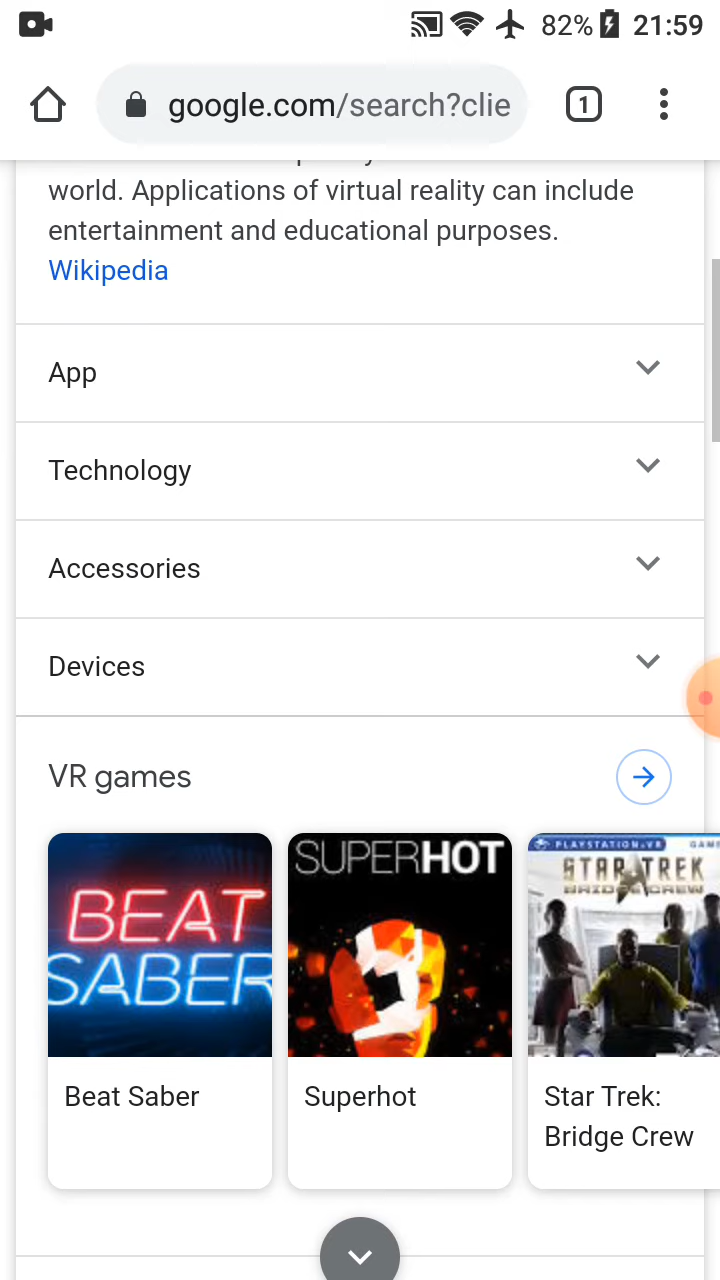 82% 21:59
google.com/search?clie 1
world. Applications of virtual reality can include
entertainment and educational purposes.
Wikipedia
App
Technology
Accessories
Devices
VR games
BEAT
SABER
SUPERHOT
PLAYSTATION VR GAME
STAR TREK
BRIDGE CREW
Beat Saber
Superhot
Star Trek:
Bridge Crew